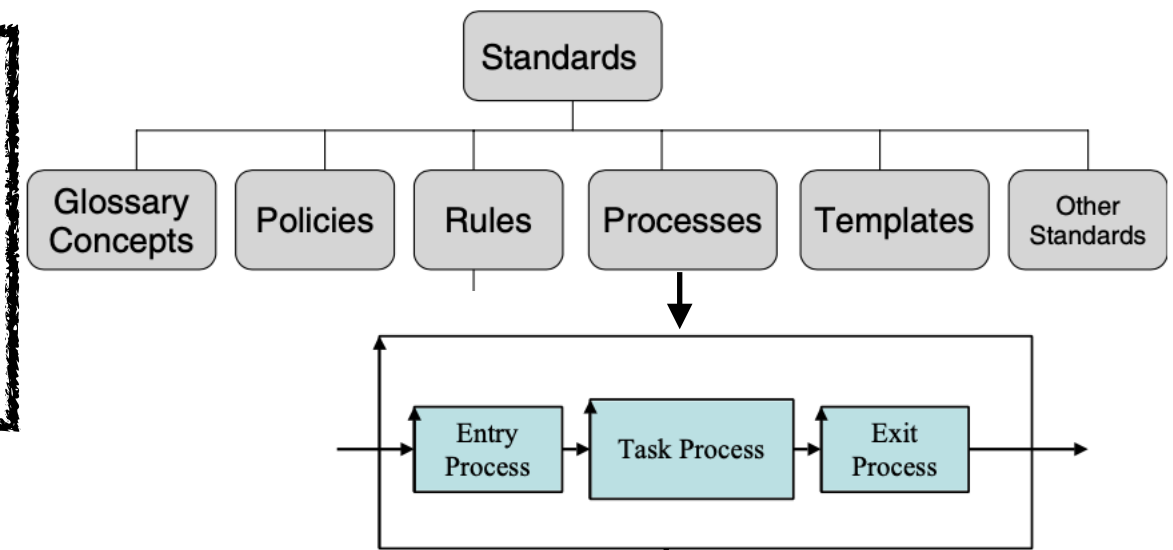 Standards
Glossary
Concepts
Policies
Rules
Processes
Templates
Other
Standards
Entry
Process
Task Process
Exit
Process